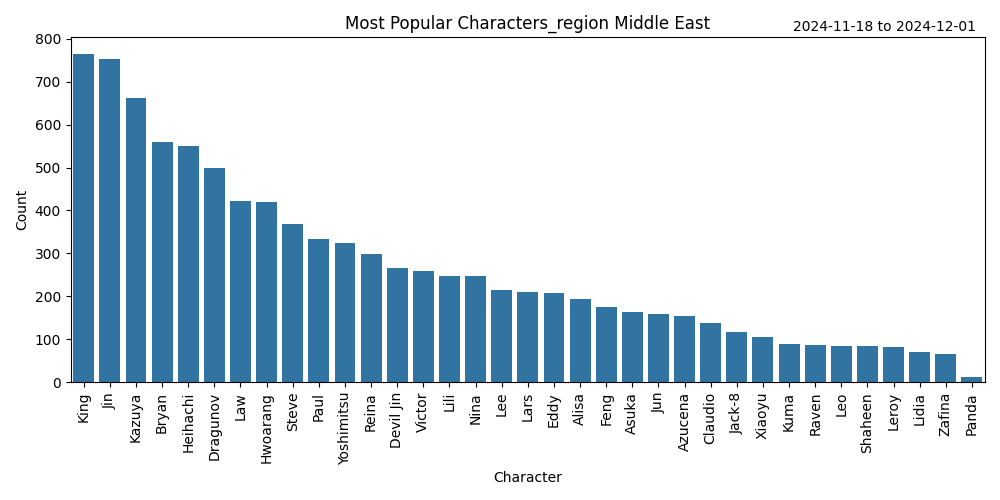 Most Popular Characters_region Middle East
2024-11-18 to 2024-12-01
800
700
600
500
400
300
200
100
0
Count
King
Jin
Kazuya
Bryan
Heihachi
Dragunov
Law
Hwoarang
Steve
Paul
Yoshimitsu
Reina
Devil Jin
Victor
Lili
Nina
Lee
Lars
Eddy
Alisa
Feng
Asuka
Jun
Azucena
Claudio
Jack-8
Xiaoyu
Kuma
Raven
Leo
Shaheen
Leroy
Lidia
Zafina
Panda
Character